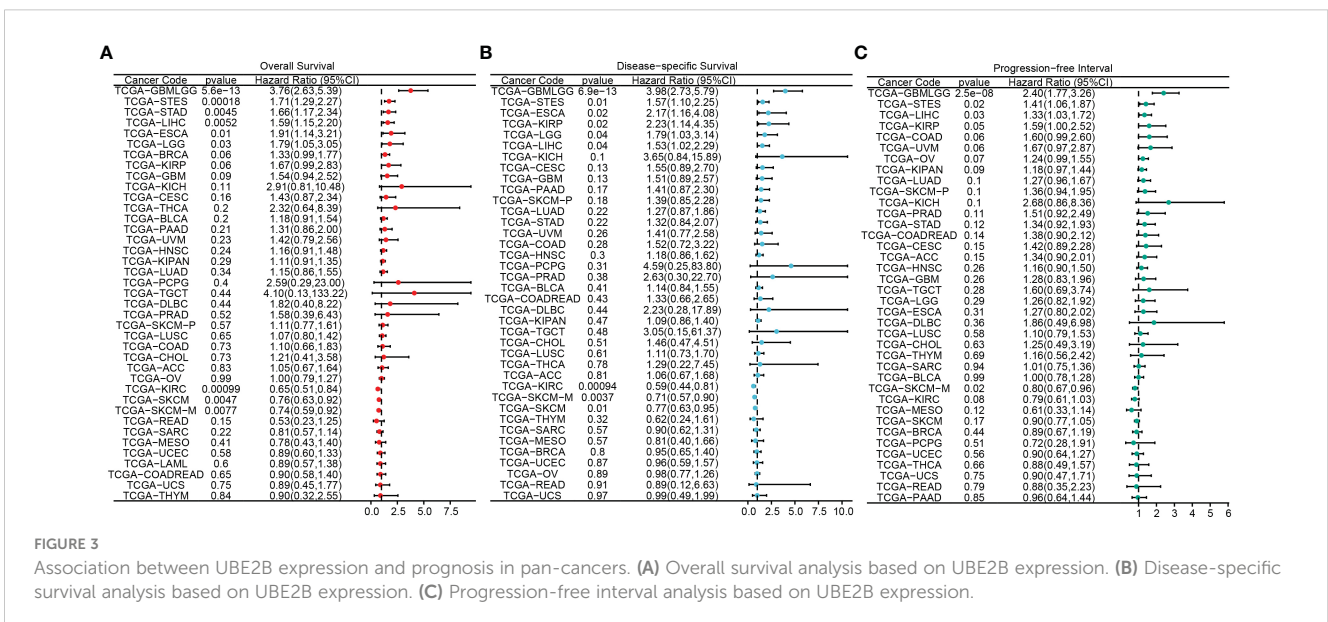 A
Overall Survival
Cancer Code pvalue Hazard Ratio (95%CI)
TCGA-GBMLGG 5.6e-13 3.76(2.63,5.39)
TCGA-STES 0.00018 1.71(1.29,2.27)
TCGA-STAD 0.0045 1.66(1.17,2.34)
TCGA-LIHC 0.0052 1.59(1.15,2.20)
TCGA-ESCA 0.01 1.91(1.14,3.21)
TCGA-LGG 0.03 1.79(1.05,3.05)
TCGA-BRCA 0.06 1.33(0.99,1.77)
TCGA-KIRP 0.06 1.67(0.99,2.83)
TCGA-GBM 0.09 1.54(0.94,2.52)
TCGA-KICH 0.11 2.91(0.81,10.48)
TCGA-CESC 0.16 1.43(0.87,2.34)
TCGA-THCA 0.2 2.32(0.64,8.39)
TCGA-BLCA 0.2 1.18(0.91,1.54)
TCGA-PAAD 0.21 1.31(0.86,2.00)
TCGA-UVM 0.23 1.42(0.79,2.56)
TCGA-HNSC 0.24 1.16(0.91,1.48)
TCGA-KIPAN 0.29 1.11(0.91,1.35)
TCGA-LUAD 0.34 1.15(0.86,1.55)
TCGA-PCPG 0.4 2.59(0.29,23.00)
TCGA-TGCT 0.44 4.10(0.13,133.22)
TCGA-DLBC 0.44 1.82(0.40,8.22)
TCGA-PRAD 0.52 1.58(0.39,6.43)
TCGA-SKCM-P 0.57 1.11(0.77,1.61)
TCGA-LUSC 0.65 1.07(0.80,1.42)
TCGA-COAD 0.73 1.10(0.66,1.83)
TCGA-CHOL 0.73 1.21(0.41,3.58)
TCGA-ACC 0.83 1.05(0.67,1.64)
TCGA-OV 0.99 1.00(0.79,1.27)
TCGA-KIRC 0.00099 0.65(0.51,0.84)
TCGA-SKCM 0.0047 0.76(0.63,0.92)
TCGA-SKCM-M 0.0077 0.74(0.59,0.92)
TCGA-READ 0.15 0.53(0.23,1.25)
TCGA-SARC 0.22 0.81(0.57,1.14)
TCGA-MESO 0.41 0.78(0.43,1.40)
TCGA-UCEC 0.58 0.89(0.60,1.33)
TCGA-LAML 0.6 0.89(0.57,1.38)
TCGA-COADREAD 0.65 0.90(0.58,1.40)
TCGA-UCS 0.75 0.89(0.45,1.77)
TCGA-THYM 0.84 0.90(0.32,2.55)
0.0 2.5 5.0 7.5
B
Disease-specific Survival
Cancer Code pvalue Hazard Ratio (95%CI)
TCGA-GBMLGG 6.9e-13 3.98(2.73,5.79)
TCGA-STES 0.01 1.57(1.10,2.25)
TCGA-ESCA 0.02 2.17(1.16,4.08)
TCGA-KIRP 0.02 2.23(1.14,4.35)
TCGA-LGG 0.04 1.79(1.03,3.14)
TCGA-LIHC 0.04 1.53(1.02,2.29)
TCGA-KICH 0.1 3.65(0.84,15.89)
TCGA-CESC 0.13 1.55(0.89,2.70)
TCGA-GBM 0.13 1.51(0.89,2.57)
TCGA-PAAD 0.17 1.41(0.87,2.30)
TCGA-SKCM-P 0.18 1.39(0.85,2.28)
TCGA-LUAD 0.22 1.27(0.87,1.86)
TCGA-STAD 0.22 1.32(0.84,2.07)
TCGA-UVM 0.26 1.41(0.77,2.58)
TCGA-COAD 0.28 1.52(0.72,3.22)
TCGA-HNSC 0.3 1.18(0.86,1.62)
TCGA-PCPG 0.31 4.59(0.25,83.80)
TCGA-PRAD 0.38 2.63(0.30,22.70)
TCGA-BLCA 0.41 1.14(0.84,1.55)
TCGA-COADREAD 0.43 1.33(0.66,2.65)
TCGA-DLBC 0.44 2.23(0.28,17.89)
TCGA-KIPAN 0.47 1.09(0.86,1.40)
TCGA-TGCT 0.48 3.05(0.15,61.37)
TCGA-CHOL 0.51 1.46(0.47,4.51)
TCGA-LUSC 0.61 1.11(0.73,1.70)
TCGA-THCA 0.78 1.29(0.22,7.45)
TCGA-ACC 0.81 1.06(0.67,1.68)
TCGA-KIRC 0.00094 0.59(0.44,0.81)
TCGA-SKCM-M 0.0037 0.71(0.57,0.90)
TCGA-SKCM 0.01 0.77(0.63,0.95)
TCGA-THYM 0.32 0.62(0.24,1.61)
TCGA-SARC 0.57 0.90(0.62,1.31)
TCGA-MESO 0.57 0.81(0.40,1.66)
TCGA-BRCA 0.8 0.95(0.65,1.40)
TCGA-UCEC 0.87 0.96(0.59,1.57)
TCGA-OV 0.89 0.98(0.77,1.26)
TCGA-READ 0.91 0.89(0.12,6.63)
TCGA-UCS 0.97 0.99(0.49,1.99)
0.0 2.5 5.0 7.5 10.0
C
Progression-free Interval
Cancer Code pvalue Hazard Ratio (95%CI)
TCGA-GBMLGG 2.5e-08 2.40(1.77,3.26)
TCGA-STES 0.02 1.41(1.06,1.87)
TCGA-LIHC 0.03 1.33(1.03,1.72)
TCGA-KIRP 0.05 1.59(1.00,2.52)
TCGA-COAD 0.06 1.60(0.99,2.60)
TCGA-UVM 0.06 1.67(0.97,2.87)
TCGA-OV 0.07 1.24(0.99,1.55)
TCGA-KIPAN 0.09 1.18(0.97,1.44)
TCGA-LUAD 0.1 1.27(0.96,1.67)
TCGA-SKCM-P 0.1 1.36(0.94,1.95)
TCGA-KICH 0.1 2.68(0.86,8.36)
TCGA-PRAD 0.11 1.51(0.92,2.49)
TCGA-STAD 0.12 1.34(0.92,1.93)
TCGA-COADREAD 0.14 1.38(0.90,2.12)
TCGA-CESC 0.15 1.42(0.89,2.28)
TCGA-ACC 0.15 1.34(0.90,2.01)
TCGA-HNSC 0.26 1.16(0.90,1.50)
TCGA-GBM 0.26 1.28(0.83,1.96)
TCGA-TGCT 0.28 1.60(0.69,3.74)
TCGA-LGG 0.29 1.26(0.82,1.92)
TCGA-ESCA 0.31 1.27(0.80,2.02)
TCGA-DLBC 0.36 1.86(0.49,6.98)
TCGA-LUSC 0.58 1.10(0.79,1.53)
TCGA-CHOL 0.63 1.25(0.49,3.19)
TCGA-THYM 0.69 1.16(0.56,2.42)
TCGA-SARC 0.94 1.01(0.75,1.36)
TCGA-BLCA 0.99 1.00(0.78,1.28)
TCGA-SKCM-M 0.02 0.80(0.67,0.96)
TCGA-KIRC 0.08 0.79(0.61,1.03)
TCGA-MESO 0.12 0.61(0.33,1.14)
TCGA-SKCM 0.17 0.90(0.77,1.05)
TCGA-BRCA 0.44 0.89(0.67,1.19)
TCGA-PCPG 0.51 0.72(0.28,1.91)
TCGA-UCEC 0.56 0.90(0.64,1.27)
TCGA-THCA 0.66 0.88(0.49,1.57)
TCGA-UCS 0.75 0.90(0.47,1.71)
TCGA-READ 0.79 0.88(0.35,2.23)
TCGA-PAAD 0.85 0.96(0.64,1.44)
1 2 3 4 5 6
FIGURE 3
Association between UBE2B expression and prognosis in pan-cancers. (A) Overall survival analysis based on UBE2B expression. (B) Disease-specific
survival analysis based on UBE2B expression. (C) Progression-free interval analysis based on UBE2B expression.